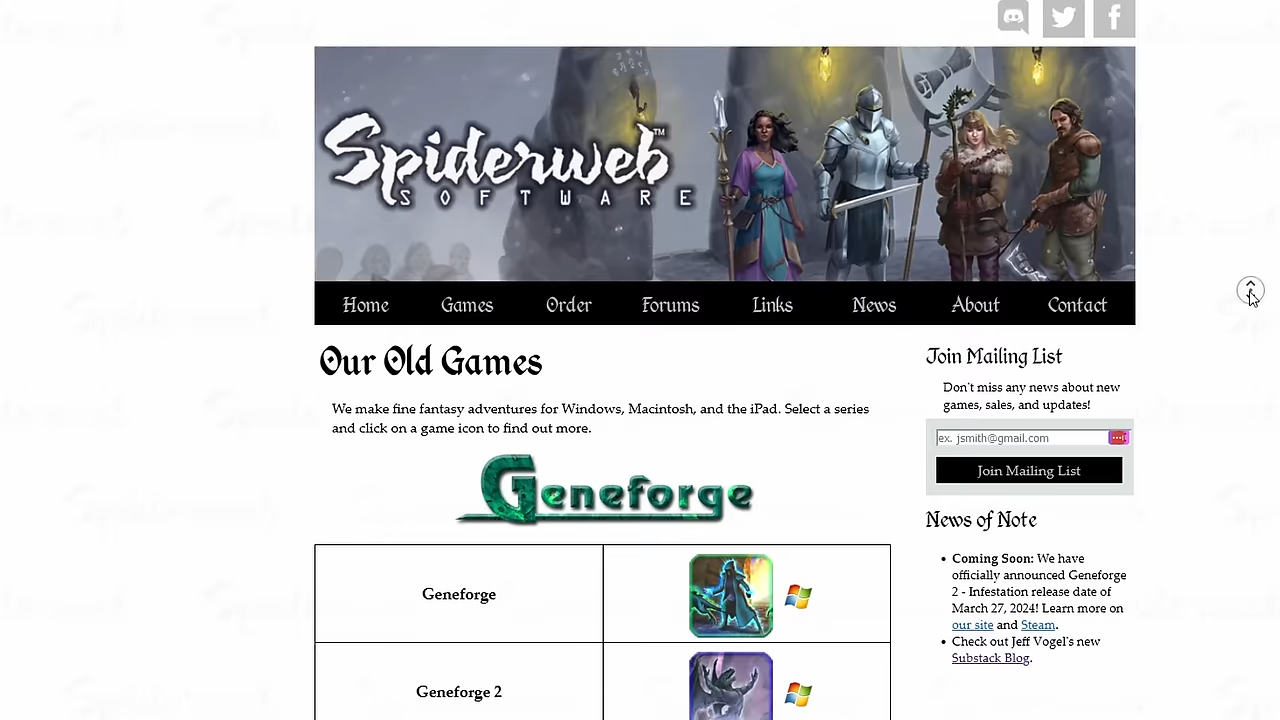 Spiderweb™
SOFTWARE
Home Games Order Forums Links News About Contact
Our Old Games
We make fine fantasy adventures for Windows, Macintosh, and the iPad. Select a series
and click on a game icon to find out more.
Geneforge
Geneforge
Geneforge 2
Join Mailing List
Don't miss any news about new
games, sales, and updates!
ex. jsmith@gmail.com
Join Mailing List
News of Note
• Coming Soon: We have
officially announced Geneforge
2 - Infestation release date of
March 27, 2024! Learn more on
our site and Steam.
• Check out Jeff Vogel's new
Substack Blog.